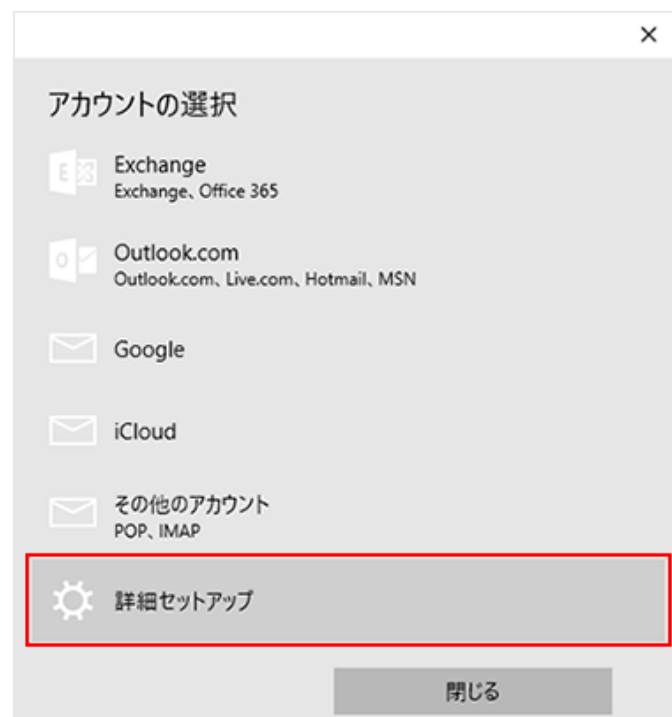 アカウントの選択
Exchange
Exchange、Office 365
Outlook.com
Outlook.com、Live.com、Hotmail、MSN
Google
iCloud
その他のアカウント
POP、IMAP
詳細セットアップ
閉じる